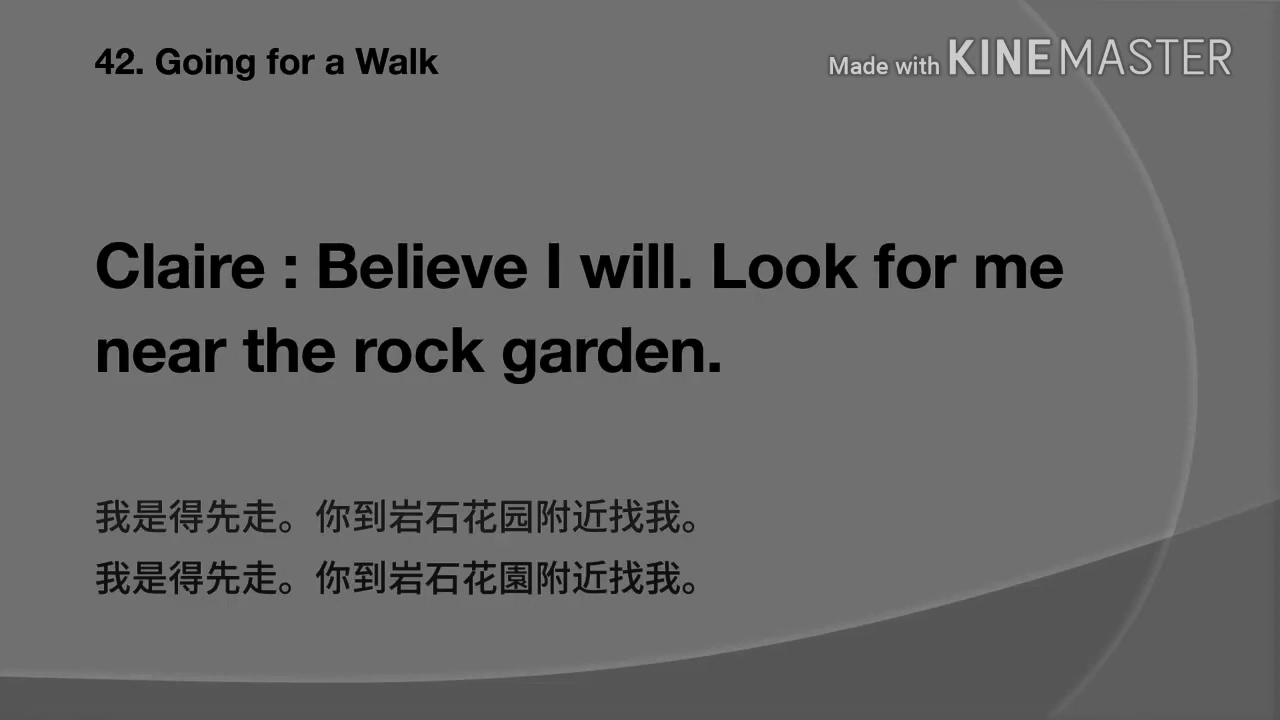 42. Going for a Walk
Made with KINEMASTER
Claire : Believe I will. Look for me
near the rock garden.
我是得先走。你到岩石花园附近找我。
我是得先走。你到岩石花園附近找我。